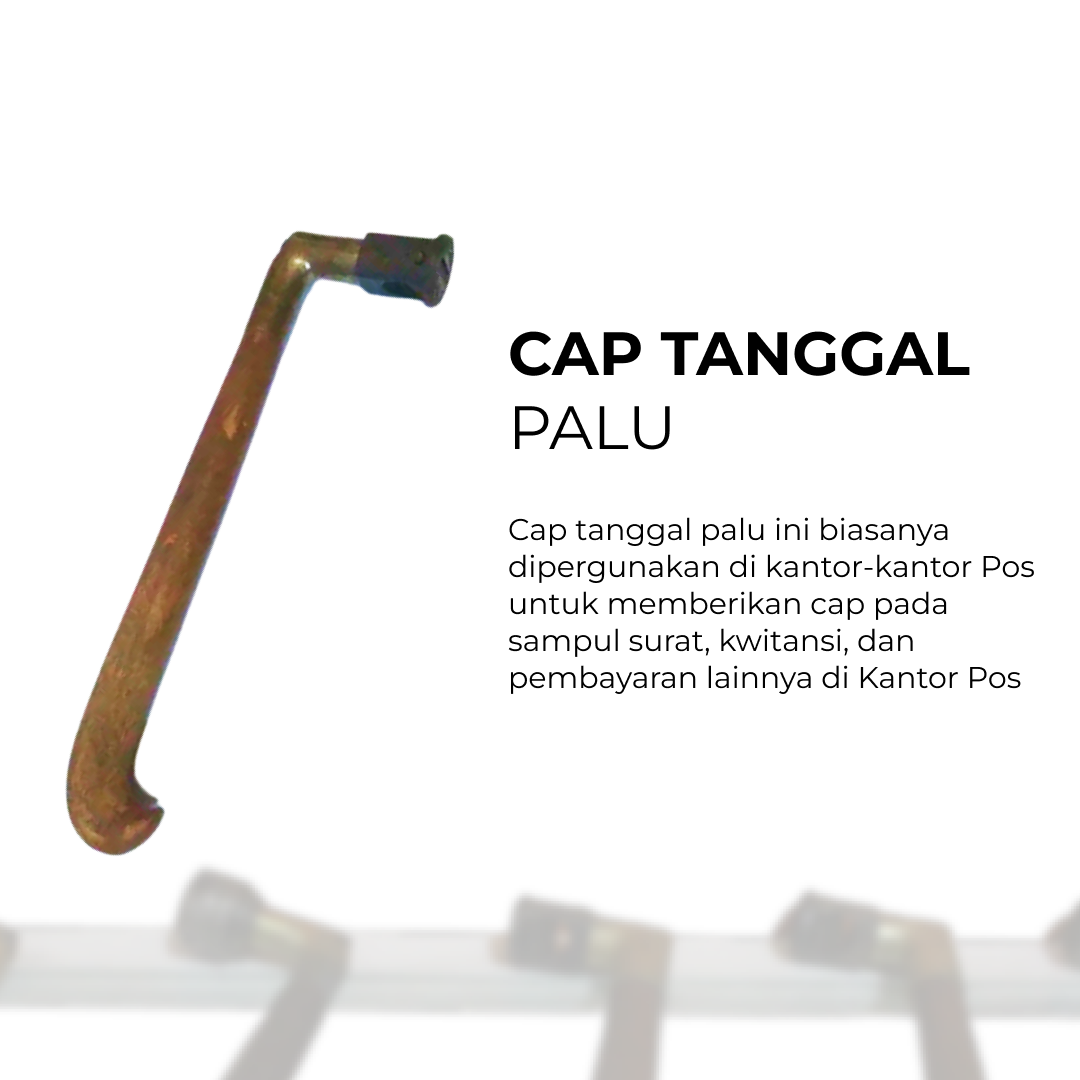 CAP TANGGAL
PALU
Cap tanggal palu ini biasanya
dipergunakan di kantor-kantor Pos
untuk memberikan cap pada
sampul surat, kwitansi, dan
pembayaran lainnya di Kantor Pos